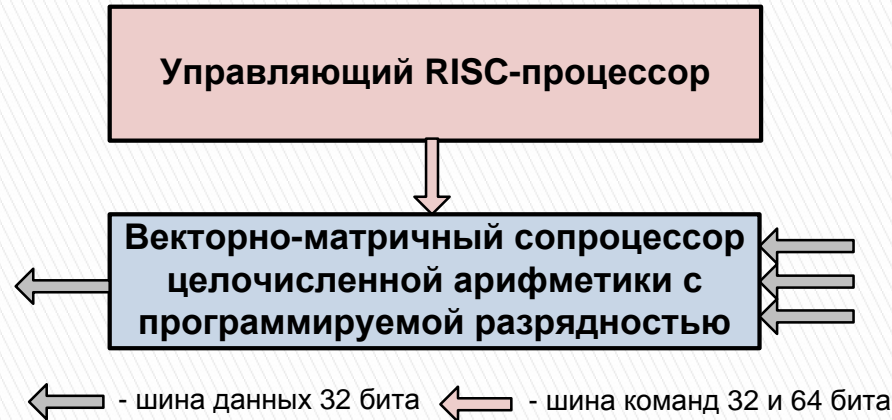 Управляющий RISC-процессор
Векторно-матричный сопроцессор
целочисленной арифметики с
программируемой разрядностью
- шина данных 32 бита - шина команд 32 и 64 бита